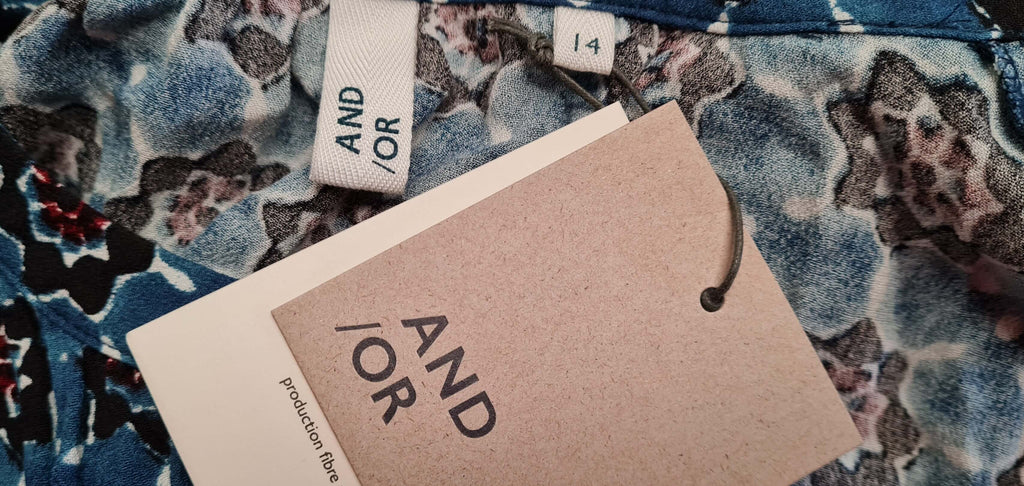 AND
/OR
14
AND
/OR
production fibre